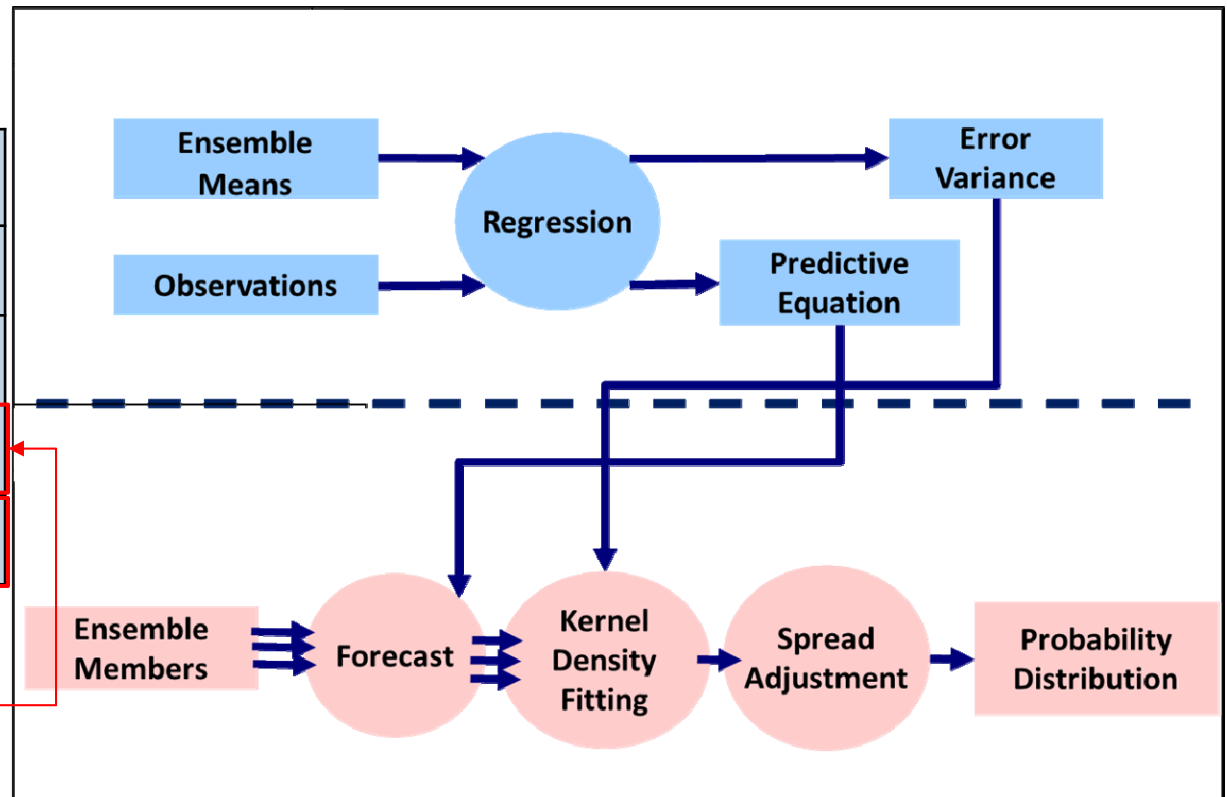 Ensemble
Means
Observations
Regression
Error
Variance
Predictive
Equation
Ensemble
Members
Forecast
Kernel
Density
Fitting
Spread
Adjustment
Probability
Distribution